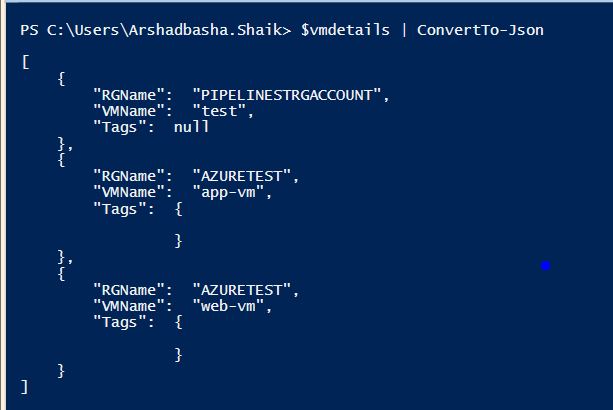 PS C:\Users\Arshadbasha.Shaik> $vmdetails | ConvertTo-Json
[
    {
        "RGName":  "PIPELINESTRGACCOUNT",
        "VMName":  "test",
        "Tags":  null
    },
    {
        "RGName":  "AZURETEST",
        "VMName":  "app-vm",
        "Tags":  {
                 }
    },
    {
        "RGName":  "AZURETEST",
        "VMName":  "web-vm",
        "Tags":  {
                 }
    }
]